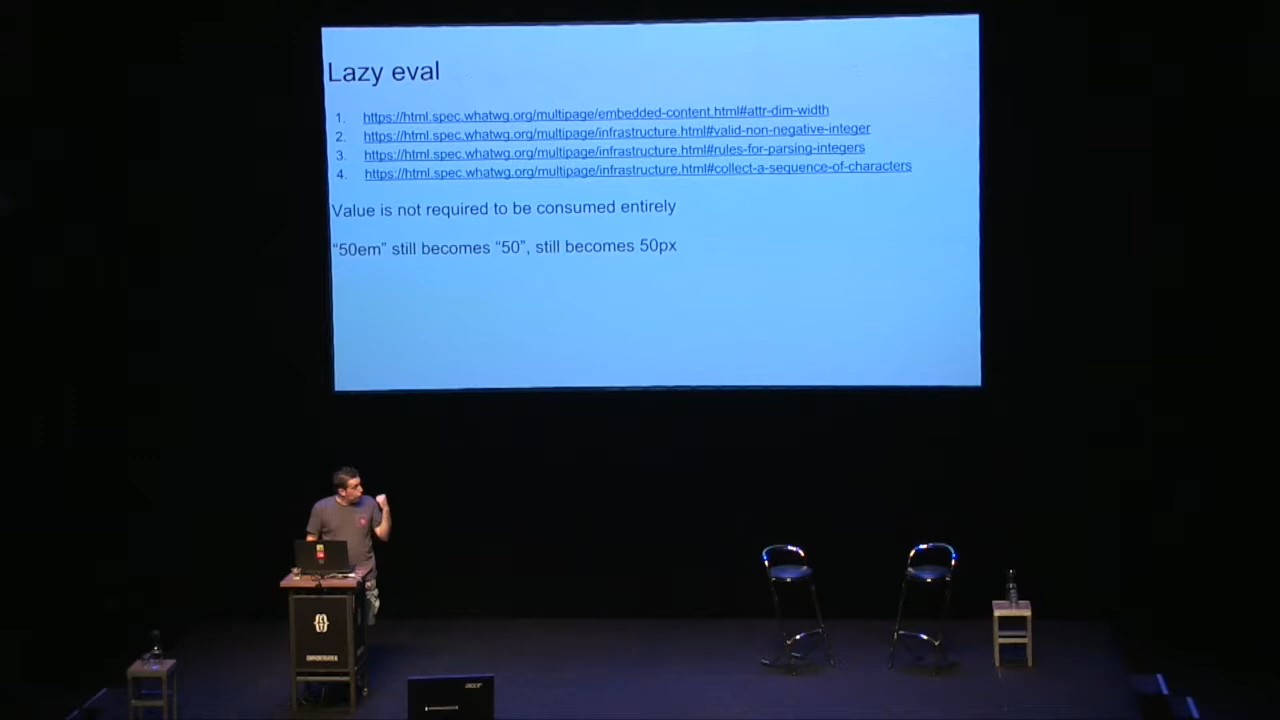 Lazy eval
1. https://html.spec.whatwg.org/multipage/embedded-content.html#attr-dim-width
2. https://html.spec.whatwg.org/multipage/infrastructure.html#valid-non-negative-integer
3. https://html.spec.whatwg.org/multipage/infrastructure.html#rules-for-parsing-integers
4. https://html.spec.whatwg.org/multipage/infrastructure.html#collect-a-sequence-of-characters
Value is not required to be consumed entirely
“50em” still becomes “50”, still becomes 50px
acer